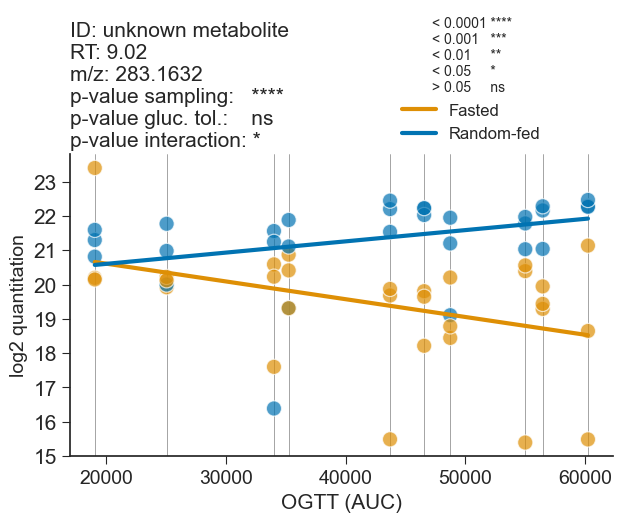 ID: unknown metabolite
RT: 9.02
m/z: 283.1632
p-value sampling: ****
p-value gluc. tol.: ns
p-value interaction: *
< 0.0001 ****
< 0.001 ***
< 0.01 **
< 0.05 *
> 0.05 ns
Fasted
Random-fed
log2 quantitation
23
22
21
20
19
18
17
16
15
20000 30000 40000 50000 60000
OGTT (AUC)